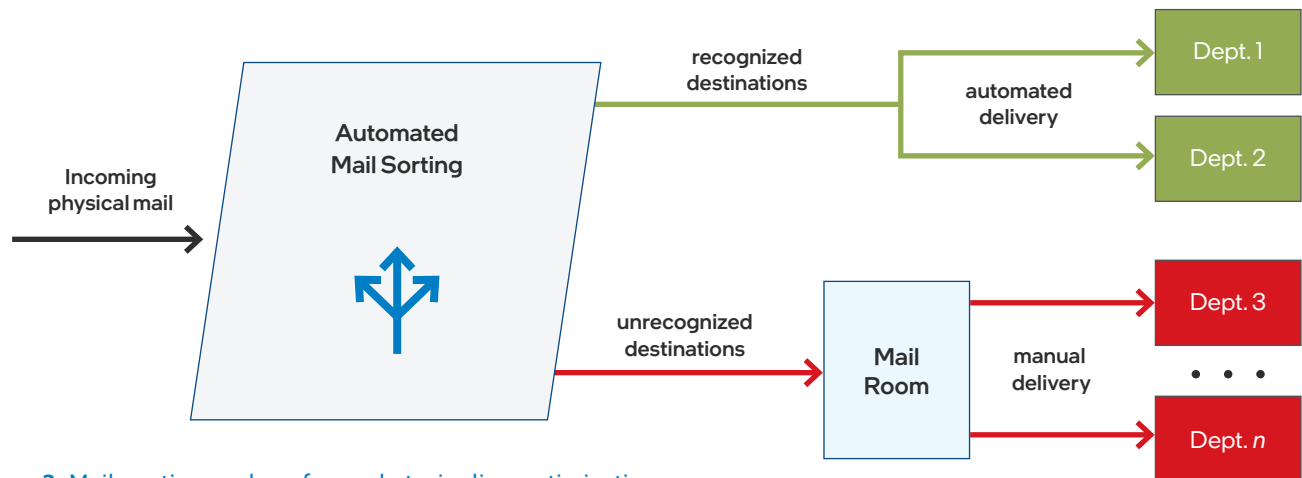 Incoming
physical mail
Automated
Mail Sorting
recognized
destinations
automated
delivery
Dept. 1
Dept. 2
unrecognized
destinations
Mail
Room
manual
delivery
Dept. 3
• • •
Dept. n